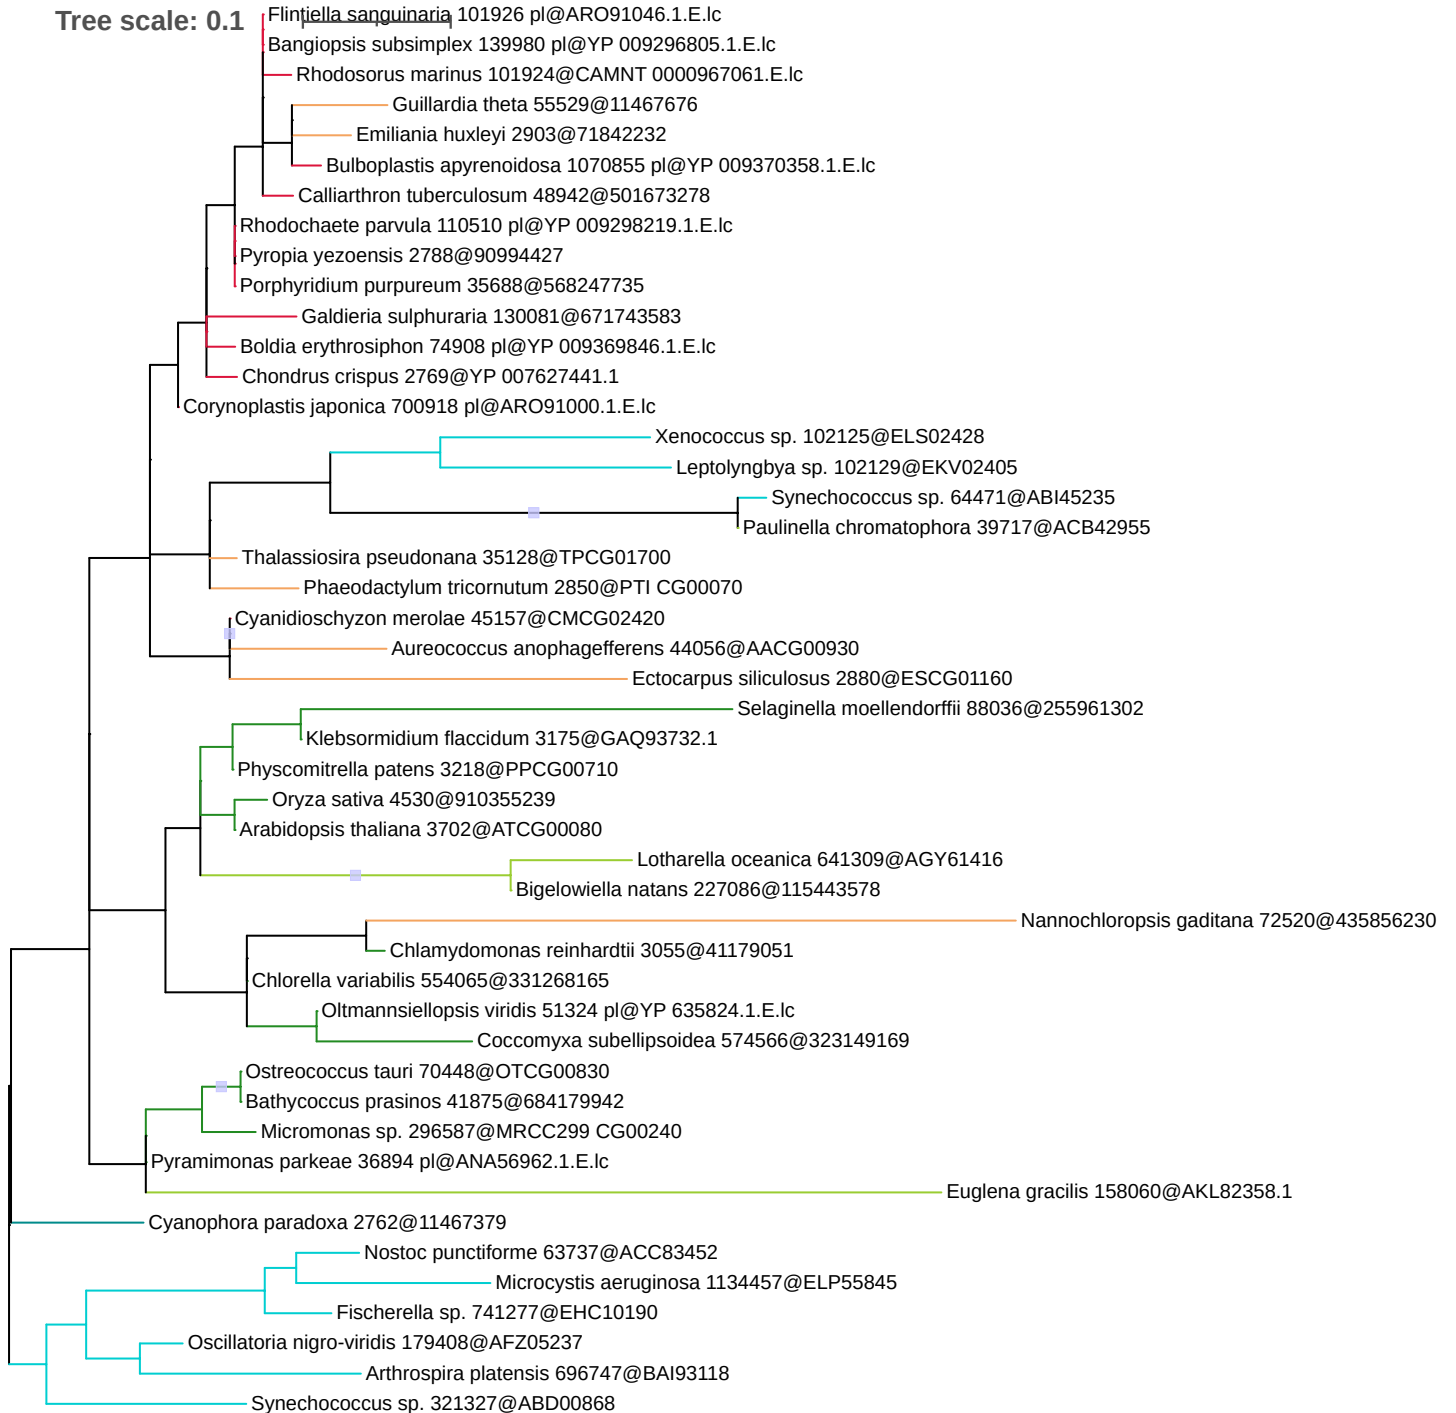 Tree scale: 0.1
Flintiella sanguinaria 101926 pl@ARO91046.1.E.lc
Bangiopsis subsimplex 139980 pl@YP 009296805.1.E.lc
Rhodosorus marinus 101924@CAMNT 0000967061.E.lc
Guillardia theta 55529@11467676
Emiliania huxleyi 2903@71842232
Bulboplastis apyrenoidosa 1070855 pl@YP 009370358.1.E.lc
Calliarthron tuberculosum 48942@501673278
Rhodochaete parvula 110510 pl@YP 009298219.1.E.lc
Pyropia yezoensis 2788@90994427
Porphyridium purpureum 35688@568247735
Galdieria sulphuraria 130081@671743583
Boldia erythrosiphon 74908 pl@YP 009369846.1.E.lc
Chondrus crispus 2769@YP 007627441.1
Corynoplastis japonica 700918 pl@ARO91000.1.E.lc
Xenococcus sp. 102125@ELS02428
Leptolyngbya sp. 102129@EKV02405
Synechococcus sp. 64471@ABI45235
Paulinella chromatophora 39717@ACB42955
Thalassiosira pseudonana 35128@TPCG01700
Phaeodactylum tricornutum 2850@PTI CG00070
Cyanidioschyzon merolae 45157@CMCG02420
Aureococcus anophagefferens 44056@AACG00930
Ectocarpus siliculosus 2880@ESCG01160
Selaginella moellendorffii 88036@255961302
Klebsormidium flaccidum 3175@GAQ93732.1
Physcomitrella patens 3218@PPCG00710
Oryza sativa 4530@910355239
Arabidopsis thaliana 3702@ATCG00080
Lotharella oceanica 641309@AGY61416
Bigelowiella natans 227086@115443578
Nannochloropsis gaditana 72520@435856230
Chlamydomonas reinhardtii 3055@41179051
Chlorella variabilis 554065@331268165
Oltmannsiellopsis viridis 51324 pl@YP 635824.1.E.lc
Coccomyxa subellipsoidea 574566@323149169
Ostreococcus tauri 70448@OTCG00830
Bathycoccus prasinos 41875@684179942
Micromonas sp. 296587@MRCC299 CG00240
Pyramimonas parkeae 36894 pl@ANA56962.1.E.lc
Euglena gracilis 158060@AKL82358.1
Cyanophora paradoxa 2762@11467379
Nostoc punctiforme 63737@ACC83452
Microcystis aeruginosa 1134457@ELP55845
Fischerella sp. 741277@EHC10190
Oscillatoria nigro-viridis 179408@AFZ05237
Arthrospira platensis 696747@BAI93118
Synechococcus sp. 321327@ABD00868